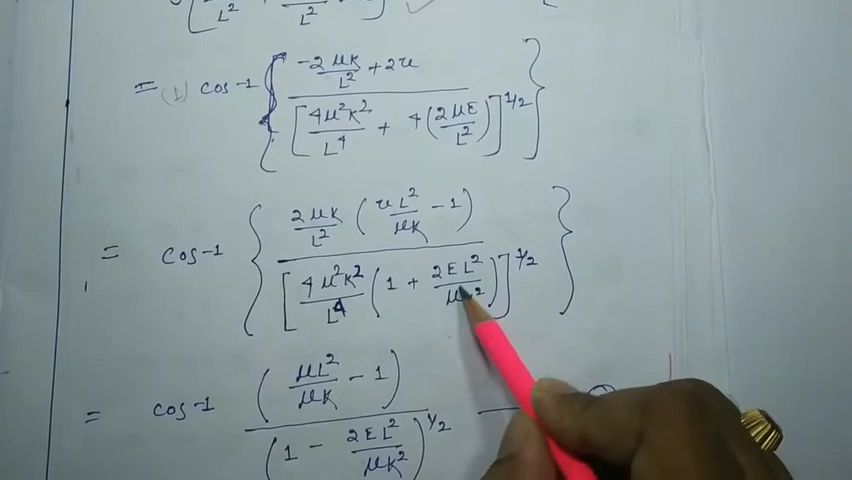 L² L²
= (1) cos-1 { -2μK/L² + 2u / [ 4μ²K²/L⁴ + 4(2μE/L²) ]^1/2 }
= cos-1 { 2μK/L² ( uL²/μK - 1 ) / [ 4μ²K²/L⁴ ( 1 + 2EL²/μK² ) ]^1/2 }
= cos-1 ( μL²/μK - 1 ) / ( 1 - 2EL²/μK² )^1/2